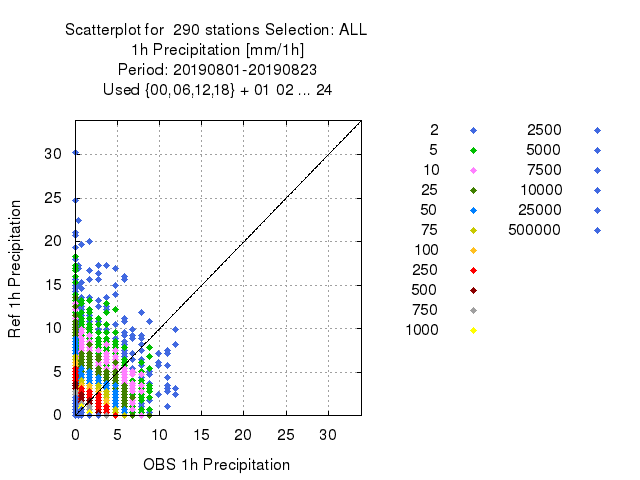 Scatterplot for  290 stations Selection: ALL
1h Precipitation [mm/1h]
Period: 20190801-20190823
Used {00,06,12,18} + 01 02 ... 24
Ref 1h Precipitation
30
25
20
15
10
5
0
0 5 10 15 20 25 30
OBS 1h Precipitation
2 2500
5 5000
10 7500
25 10000
50 25000
75 500000
100
250
500
750
1000